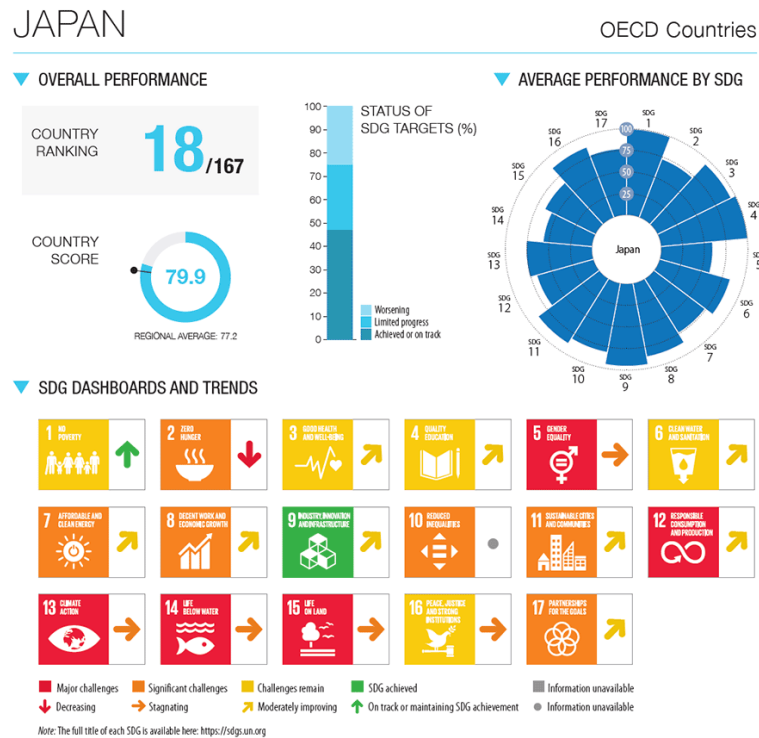 JAPAN
OECD Countries
OVERALL PERFORMANCE
COUNTRY
RANKING
18/167
COUNTRY
SCORE
79.9
REGIONAL AVERAGE: 77.2
STATUS OF
SDG TARGETS (%)
100
90
80
70
60
50
40
30
20
10
0
Worsening
Limited progress
Achieved or on track
AVERAGE PERFORMANCE BY SDG
SDG
1
SDG
2
SDG
3
SDG
4
SDG
5
SDG
6
SDG
7
SDG
8
SDG
9
SDG
10
SDG
11
SDG
12
SDG
13
SDG
14
SDG
15
SDG
16
SDG
17
100
75
50
25
Japan
SDG DASHBOARDS AND TRENDS
1 NO
POVERTY
2 ZERO
HUNGER
3 GOOD HEALTH
AND WELL-BEING
4 QUALITY
EDUCATION
5 GENDER
EQUALITY
6 CLEAN WATER
AND SANITATION
7 AFFORDABLE AND
CLEAN ENERGY
8 DECENT WORK AND
ECONOMIC GROWTH
9 INDUSTRY, INNOVATION
AND INFRASTRUCTURE
10 REDUCED
INEQUALITIES
11 SUSTAINABLE CITIES
AND COMMUNITIES
12 RESPONSIBLE
CONSUMPTION
AND PRODUCTION
13 CLIMATE
ACTION
14 LIFE
BELOW WATER
15 LIFE
ON LAND
16 PEACE, JUSTICE
AND STRONG
INSTITUTIONS
17 PARTNERSHIPS
FOR THE GOALS
Major challenges
Significant challenges
Challenges remain
SDG achieved
Information unavailable
Decreasing
Stagnating
Moderately improving
On track or maintaining SDG achievement
Information unavailable
Note: The full title of each SDG is available here: https://sdgs.un.org